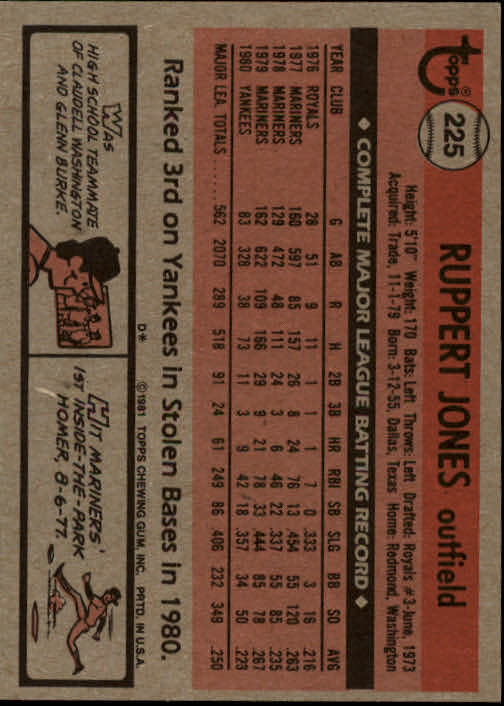 Topps®
225
RUPPERT JONES outfield
Height: 5'10" Weight: 170 Bats: Left Throws: Left Drafted: Royals #3-June, 1973
Acquired: Trade, 11-1-79 Born: 3-12-55, Dallas, Texas Home: Redmond, Washington
◆ COMPLETE MAJOR LEAGUE BATTING RECORD ◆
YEAR CLUB G AB R H 2B 3B HR RBI SB SLG BB SO AVG
1976 ROYALS 28 51 9 11 1 1 1 7 0 .333 3 16 .216
1977 MARINERS 160 597 85 157 26 8 24 76 13 .454 55 120 .263
1978 MARINERS 129 472 48 111 24 3 6 46 22 .337 55 85 .235
1979 MARINERS 162 622 109 166 29 9 21 78 33 .444 85 78 .267
1980 YANKEES 83 328 38 73 11 3 9 42 18 .357 34 50 .223
MAJOR LEA. TOTALS ..... 562 2070 289 518 91 24 61 249 86 .406 232 349 .250
Ranked 3rd on Yankees in Stolen Bases in 1980.
D* ©1981 TOPPS CHEWING GUM, INC. PRTD. IN U.S.A.
WAS
HIGH SCHOOL TEAMMATE
OF CLAUDELL WASHINGTON
AND GLENN BURKE.
HIT MARINERS'
1ST INSIDE-THE-PARK
HOMER, 8-6-77.